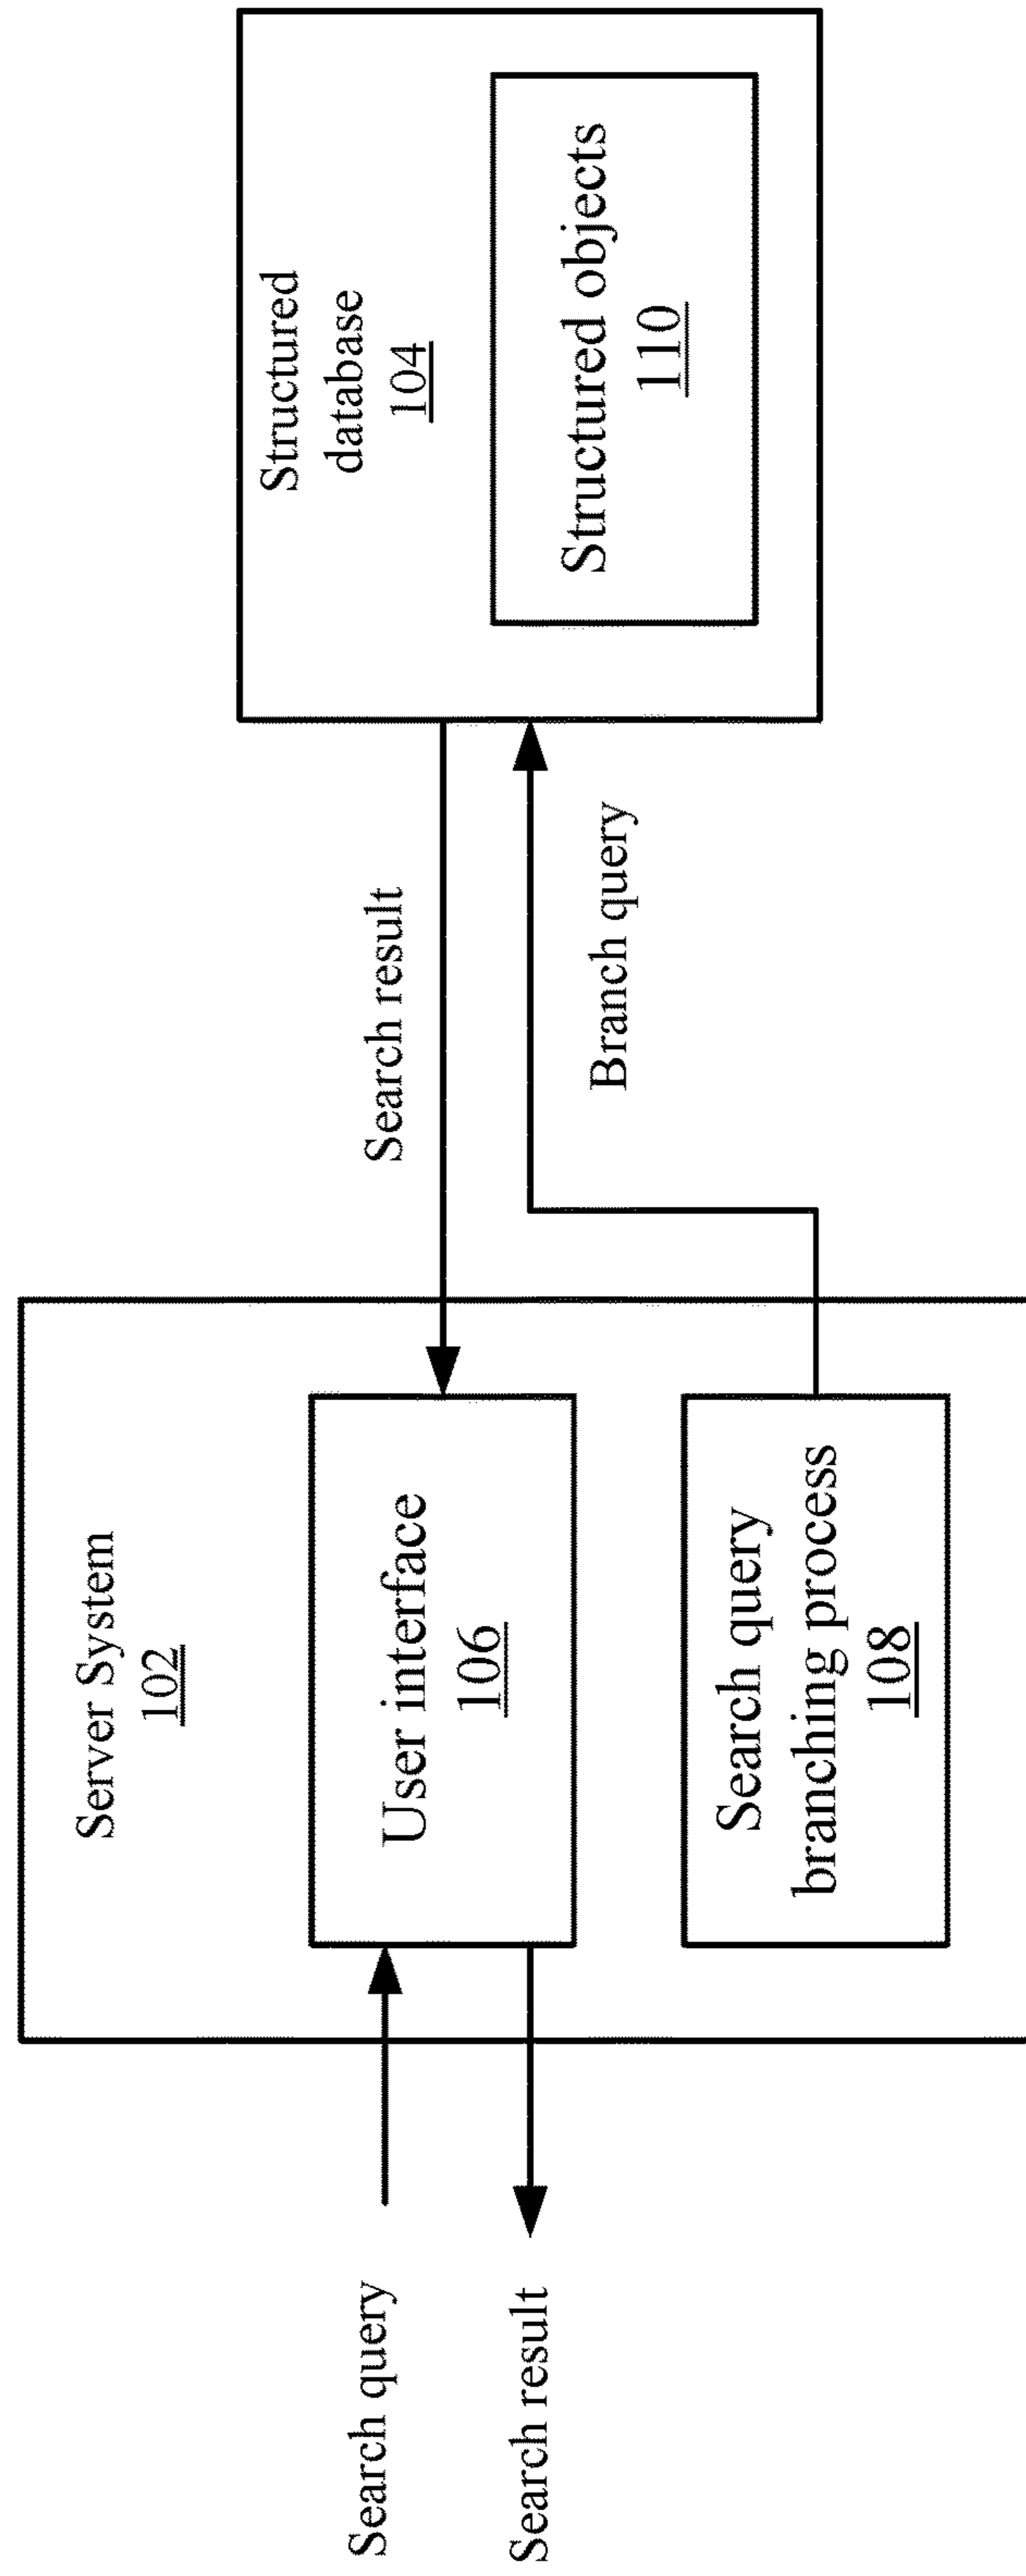 Search query
Search result
Server System
102
User interface
106
Search query
branching process
108
Search result
Branch query
Structured
database
104
Structured objects
110